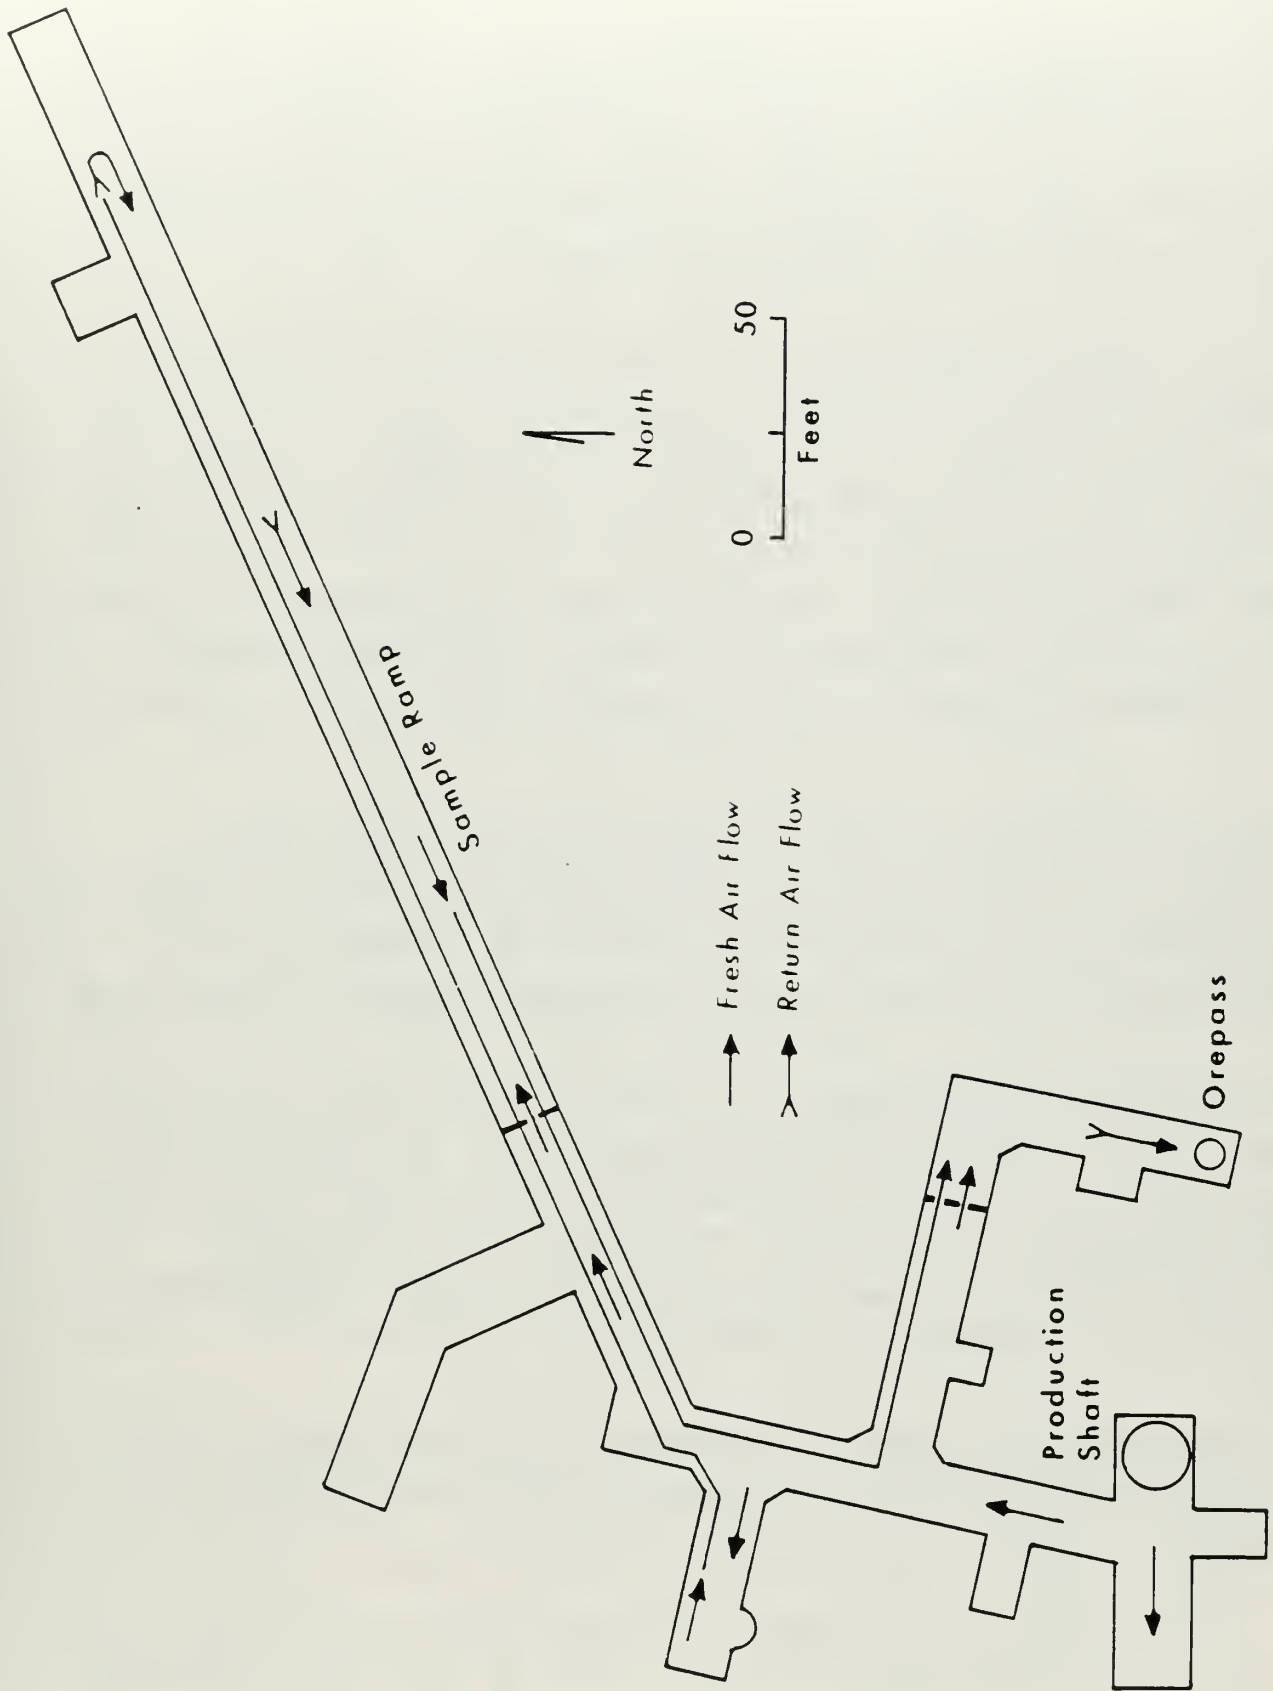 Sample Ramp
North
0 50
Feet
Fresh Air Flow
Return Air Flow
Production
Shaft
Orepass